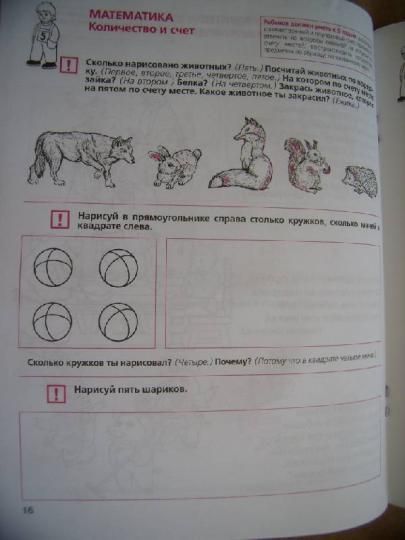 МАТЕМАТИКА
Количество и счет
5
Ребенок должен уметь к 5 годам
Сколько нарисовано животных? (Пять.) Посчитай животных по
ку. (Первое, второе, третье, четвертое, пятое.) На котором по счету месте
зайка? (На втором.) Белка? (На четвертом.) Закрась животное, которое
на пятом по счету месте. Какое животное ты закрасил? (Ежика.)
! Нарисуй в прямоугольнике справа столько кружков, сколько мячей в
квадрате слева.
Сколько кружков ты нарисовал? (Четыре.) Почему? (Потому что в квадрате четыре мяча.)
! Нарисуй пять шариков.
16